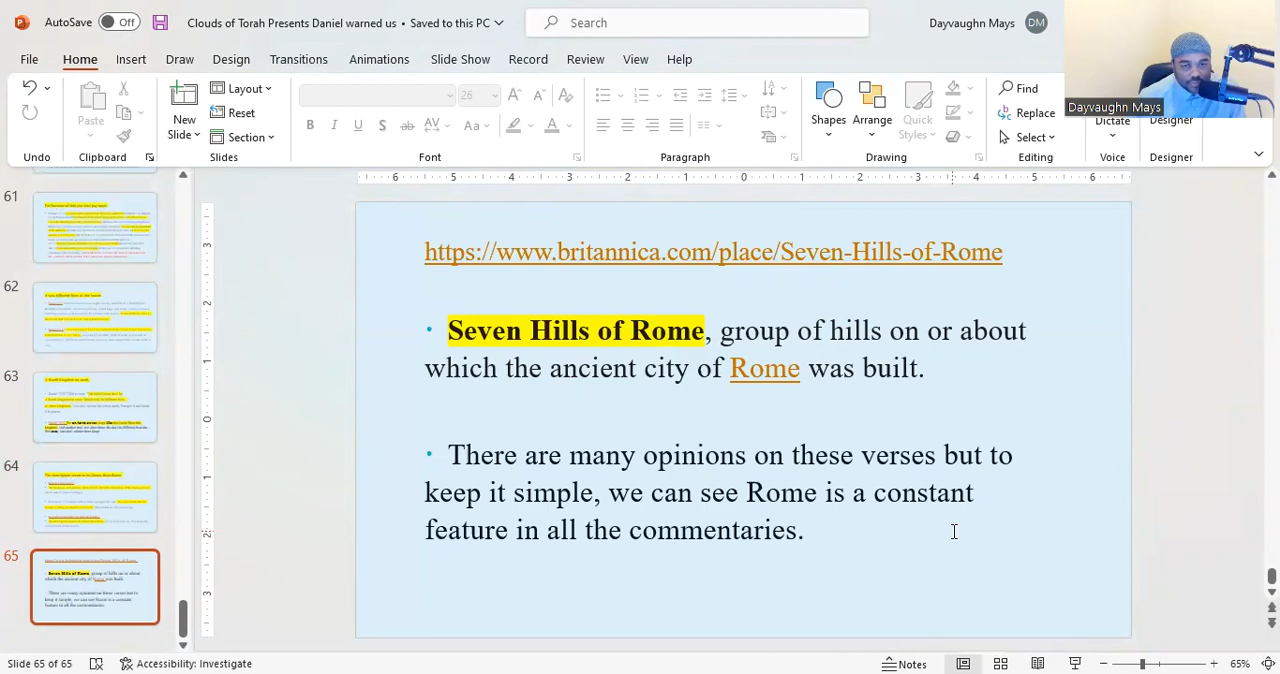 AutoSave Off Clouds of Torah Presents Daniel warned us • Saved to this PC Search Dayvaughn Mays DM
File Home Insert Draw Design Transitions Animations Slide Show Record Review View Help
Dayvaughn Mays
Paste New Slide Layout Reset Section 26 Shapes Arrange Quick Styles Find Replace Select Dictate Designer
Undo Clipboard Slides Font Paragraph Drawing Editing Voice Designer
61
62
63
64
65
https://www.britannica.com/place/Seven-Hills-of-Rome
• Seven Hills of Rome, group of hills on or about
which the ancient city of Rome was built.
• There are many opinions on these verses but to
keep it simple, we can see Rome is a constant
feature in all the commentaries.
Slide 65 of 65 Accessibility: Investigate Notes 65%